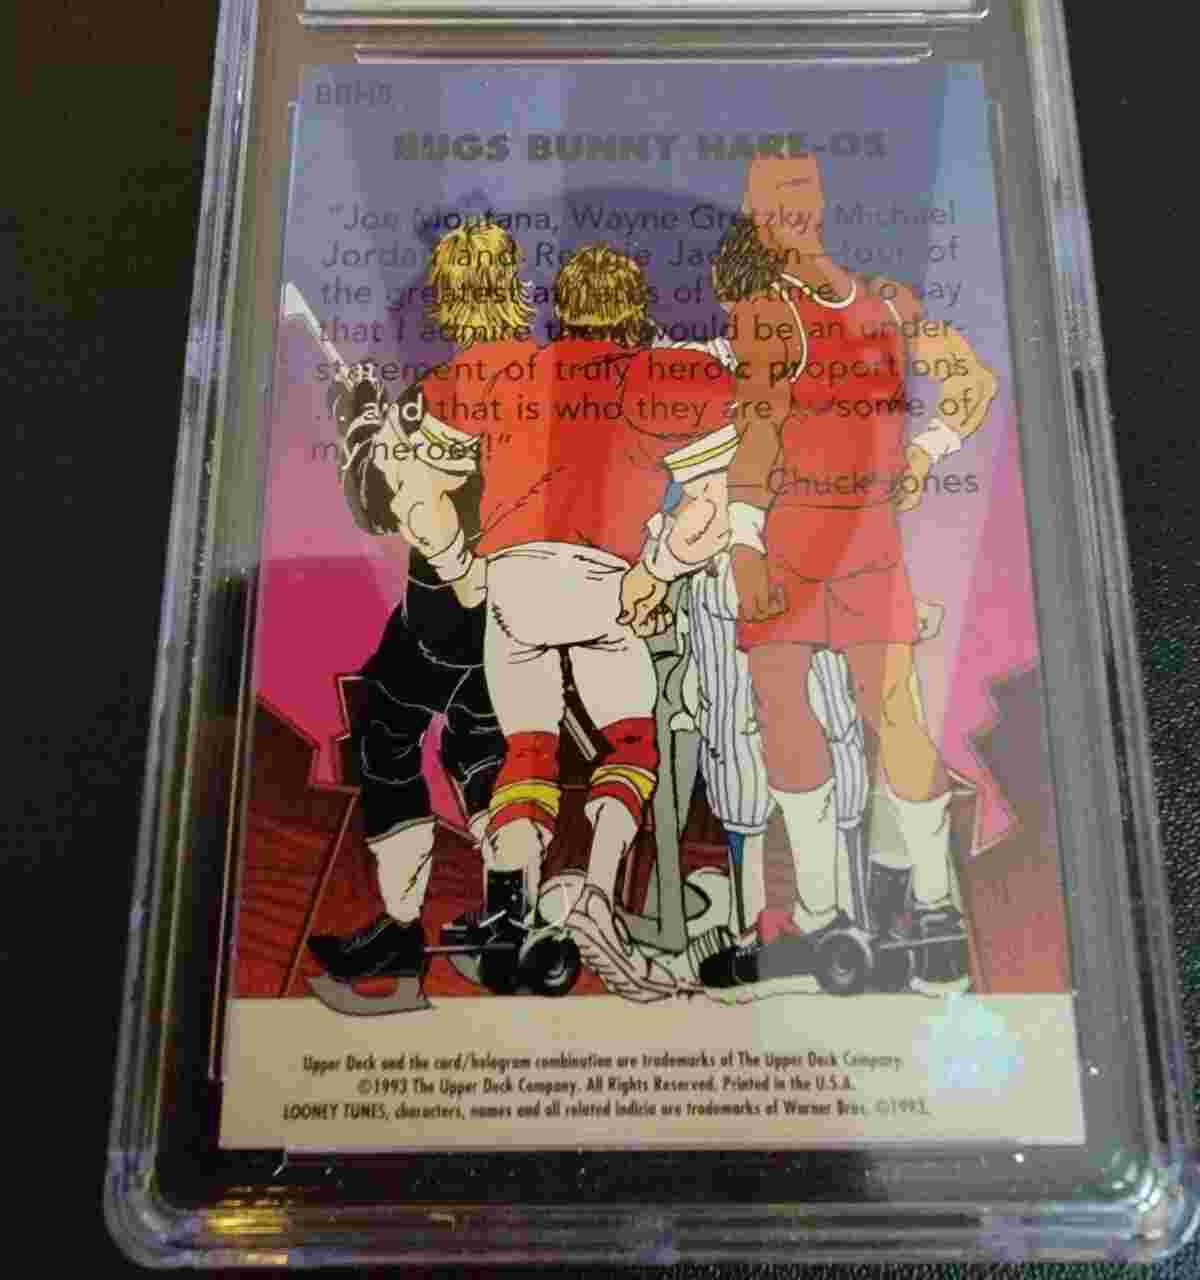 BUGS BUNNY HARE-OS
"Joe Montana, Wayne Gretzky, Michael
Jordan and Reggie Jackson—four of
the greatest athletes of all time. To say
that I admire them would be an under-
statement of truly heroic proportions
... and that is who they are — some of
my heroes!"
—Chuck Jones
Upper Deck and the card/hologram combination are trademarks of The Upper Deck Company.
©1993 The Upper Deck Company. All Rights Reserved. Printed in the U.S.A.
LOONEY TUNES, characters, names and all related indicia are trademarks of Warner Bros. ©1993.